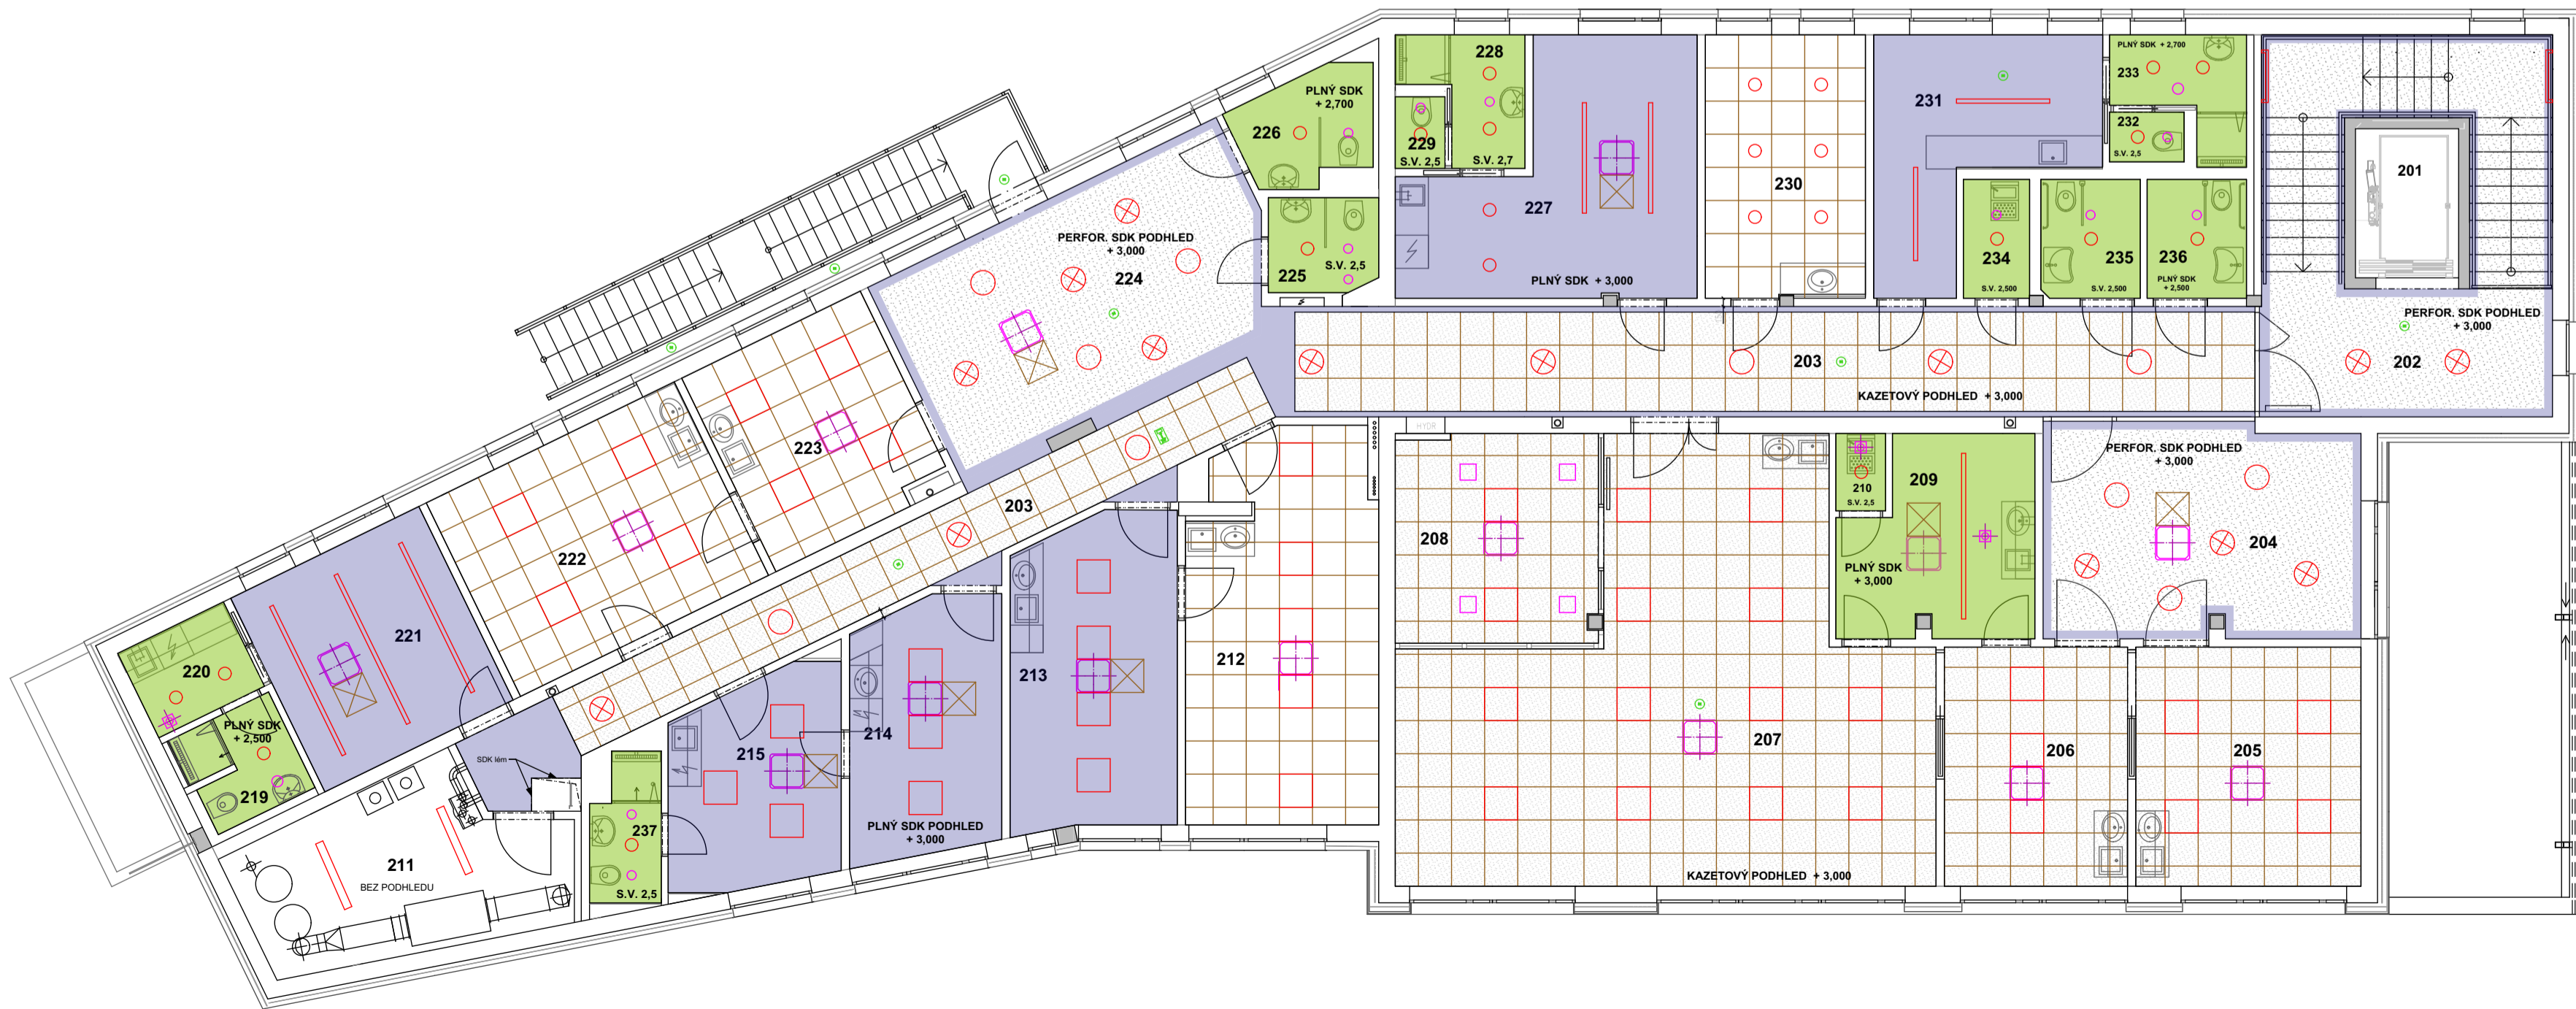 228
PLNÝ SDK + 2,700
233
231
PLNÝ SDK
+ 2,700
226
229
S.V. 2,5
S.V. 2,7
232
S.V. 2,5
201
230
227
PERFOR. SDK PODHLED
+ 3,000
224
225
S.V. 2,5
PLNÝ SDK + 3,000
234
S.V. 2,500
235
S.V. 2,500
236
PLNÝ SDK
+ 2,500
PERFOR. SDK PODHLED
+ 3,000
202
203
KAZETOVÝ PODHLED + 3,000
HYDR
223
222
203
208
210
S.V. 2,5
209
PLNÝ SDK
+ 3,000
PERFOR. SDK PODHLED
+ 3,000
204
221
220
PLNÝ SDK
+ 2,500
219
SDK lém
213
212
214
215
PLNÝ SDK PODHLED
+ 3,000
207
206
205
237
S.V. 2,5
211
BEZ PODHLEDU
KAZETOVÝ PODHLED + 3,000